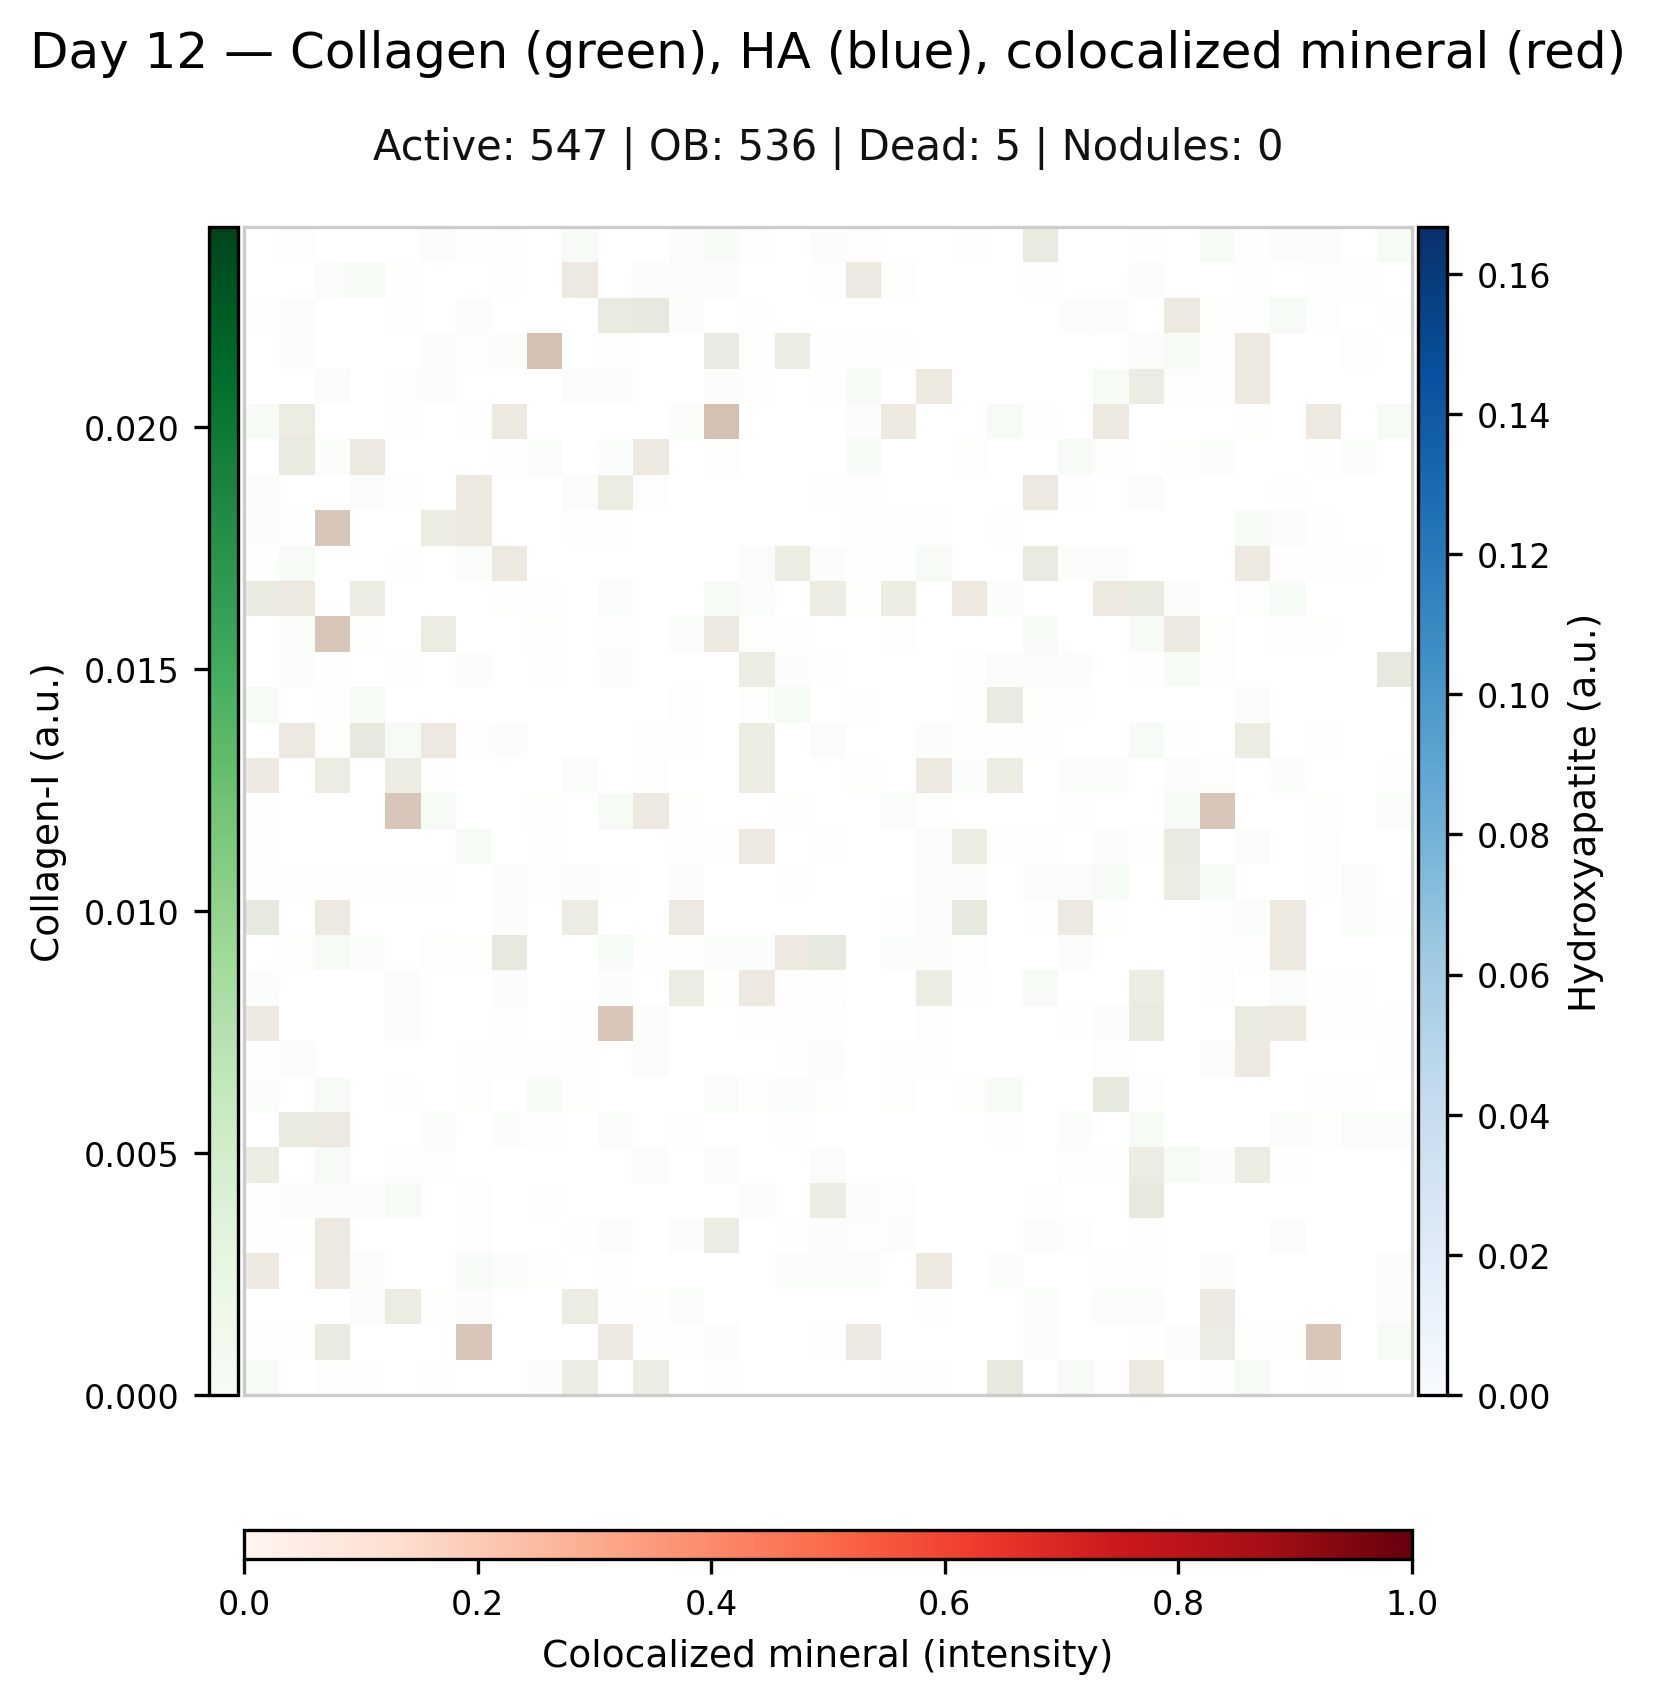 Day 12 — Collagen (green), HA (blue), colocalized mineral (red)
Active: 547 | OB: 536 | Dead: 5 | Nodules: 0
Collagen-I (a.u.)
0.020
0.015
0.010
0.005
0.000
0.16
0.14
0.12
0.10
0.08
0.06
0.04
0.02
0.00
Hydroxyapatite (a.u.)
0.0 0.2 0.4 0.6 0.8 1.0
Colocalized mineral (intensity)